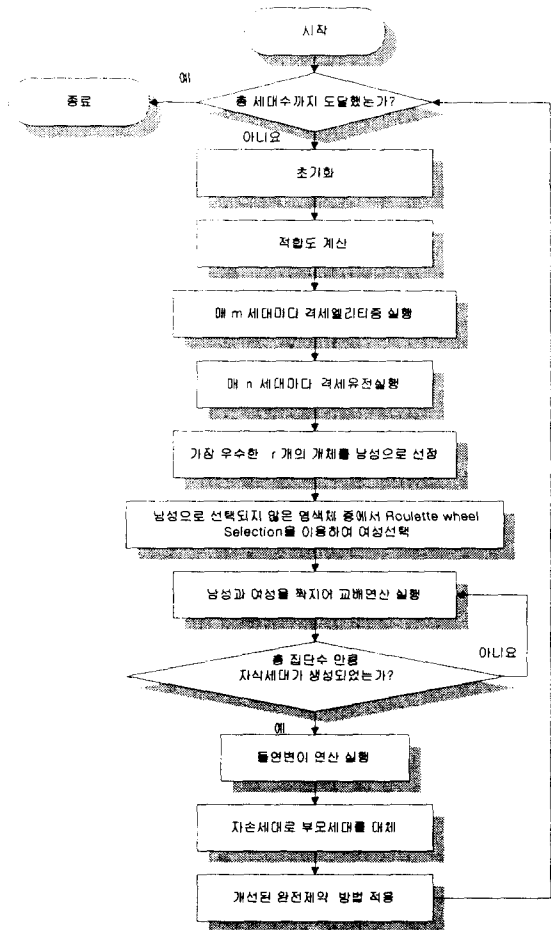 시작
예
종료
총 세대수까지 도달했는가?
아니요
초기화
적합도 계산
매 m 세대마다 격세엘리티즘 실행
매 n 세대마다 격세유전실행
가장 우수한 r 개의 개체를 남성으로 선정
남성으로 선택되지 않은 염색체 중에서 Roulette wheel
Selection을 이용하여 여성선택
남성과 여성을 짝지어 교배연산 실행
총 집단수 만큼
자식세대가 생성되었는가?
아니요
예
돌연변이 연산 실행
자손세대로 부모세대를 대체
개선된 완전제약 방법 적용